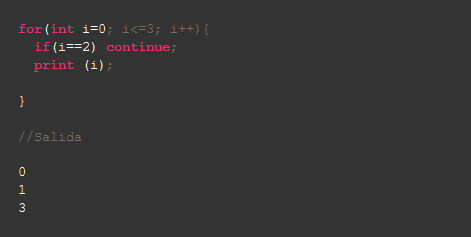 for(int i=0; i<=3; i++){
if(i==2) continue;
print (i);
}
//Salida
0
1
3